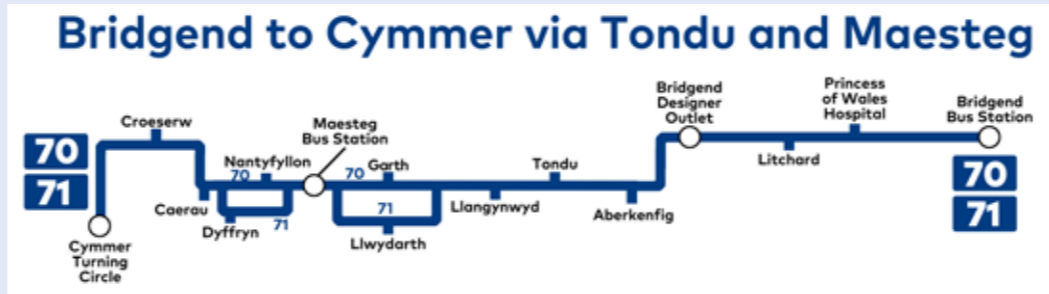 Bridgend to Cymmer via Tondu and Maesteg
70
71
Croeserw
Maesteg
Bus Station
Bridgend
Designer
Outlet
Princess
of Wales
Hospital
Bridgend
Bus Station
Nantyfyllon
70
70
Garth
Tondu
Litchard
70
71
Caerau
Dyffryn
71
71
Llwydarth
Llangynwyd
Aberkenfig
Cymmer
Turning
Circle